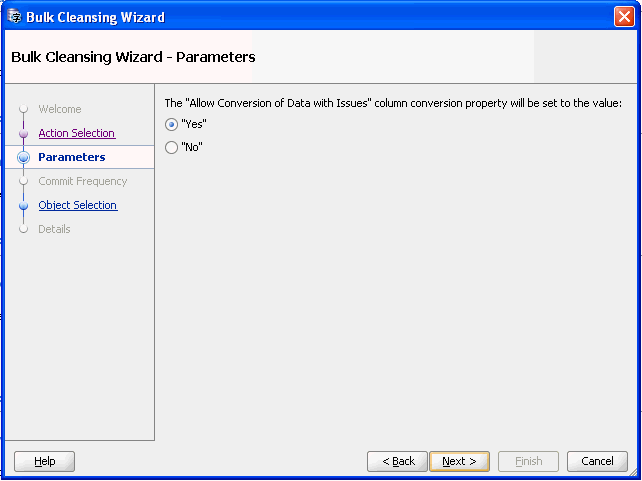 Bulk Cleansing Wizard
Bulk Cleansing Wizard - Parameters
Welcome
Action Selection
Parameters
Commit Frequency
Object Selection
Details
The "Allow Conversion of Data with Issues" column conversion property will be set to the value:
"Yes"
"No"
Help
< Back
Next >
Finish
Cancel